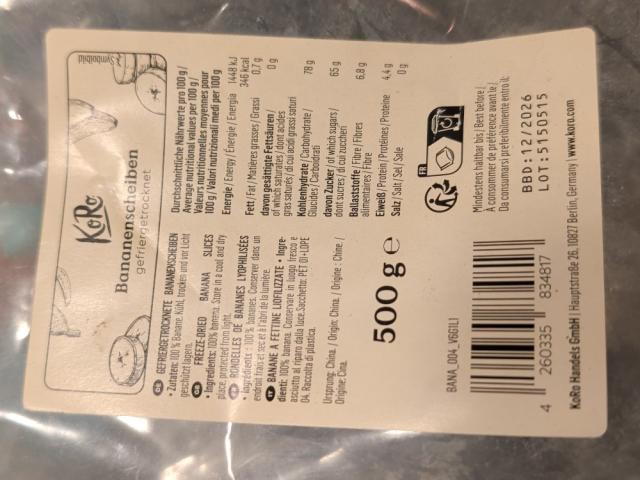 Symbolbild
KoRo
Bananenscheiben
gefriergetrocknet
DE GEFRIERGETROCKNETE BANANENSCHEIBEN
• Zutaten: 100 % Banane. Kühl, trocken und vor Licht
geschützt lagern.
FREEZE-DRIED BANANA SLICES
• Ingredients: 100% banana. Store in a cool and dry
place, protected from light.
RONDELLES DE BANANES LYOPHILISÉES
• Ingrédients : 100 % bananes. Conserver dans un
endroit frais et sec et à l'abri de la lumière.
IT BANANE A FETTINE LIOFILIZZATE • Ingre-
dienti: 100% banana. Conservare in luogo fresco e
asciutto al riparo dalla luce. Sacchetto: PET 01+LDPE
04. Raccolta di plastica.
Ursprung: China. / Origin: China. / Origine : Chine. /
Origine: Cina.
Durchschnittliche Nährwerte pro 100 g /
Average nutritional values per 100 g /
Valeurs nutritionnelles moyennes pour
100 g / Valori nutrizionali medi per 100 g
Energie / Energy / Énergie / Energia 1448 kJ
346 kcal
Fett / Fat / Matières grasses / Grassi 0,7 g
davon gesättigte Fettsäuren / 0 g
of which saturates / dont acides
gras saturés / di cui acidi grassi saturi
Kohlenhydrate / Carbohydrate / 78 g
Glucides / Carboidrati
davon Zucker / of which sugars / 65 g
dont sucres / di cui zuccheri
Ballaststoffe / Fibre / Fibres 6,8 g
alimentaires / Fibre
Eiweiß / Protein / Protéines / Proteine 4,4 g
Salz / Salt / Sel / Sale 0 g
500 g e
FR
BANA_004_V6G1L1
4 260335 834817
Mindestens haltbar bis | Best before |
À consommer de préférence avant le |
Da consumarsi preferibilmente entro il:
BBD: 12/2026
LOT: 5150515
KoRo Handels GmbH | Hauptstraße 26, 10827 Berlin, Germany | www.koro.com